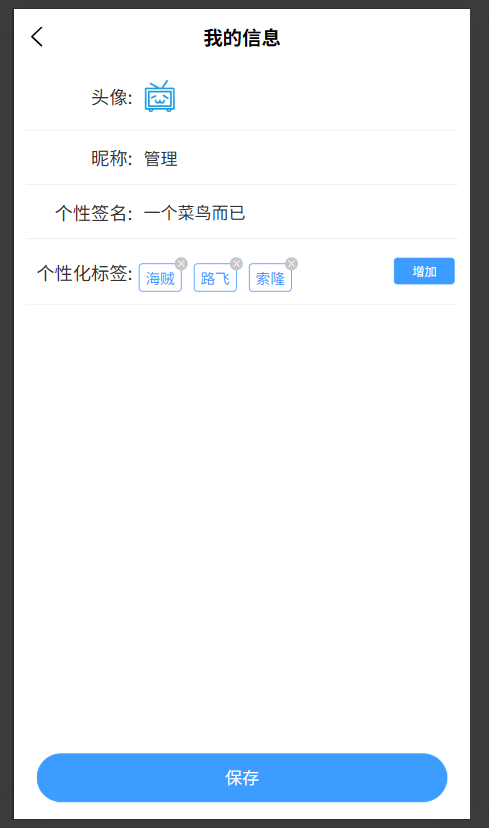 我的信息
头像:
昵称: 管理
个性签名: 一个菜鸟而已
个性化标签: 海贼 路飞 索隆 增加
保存